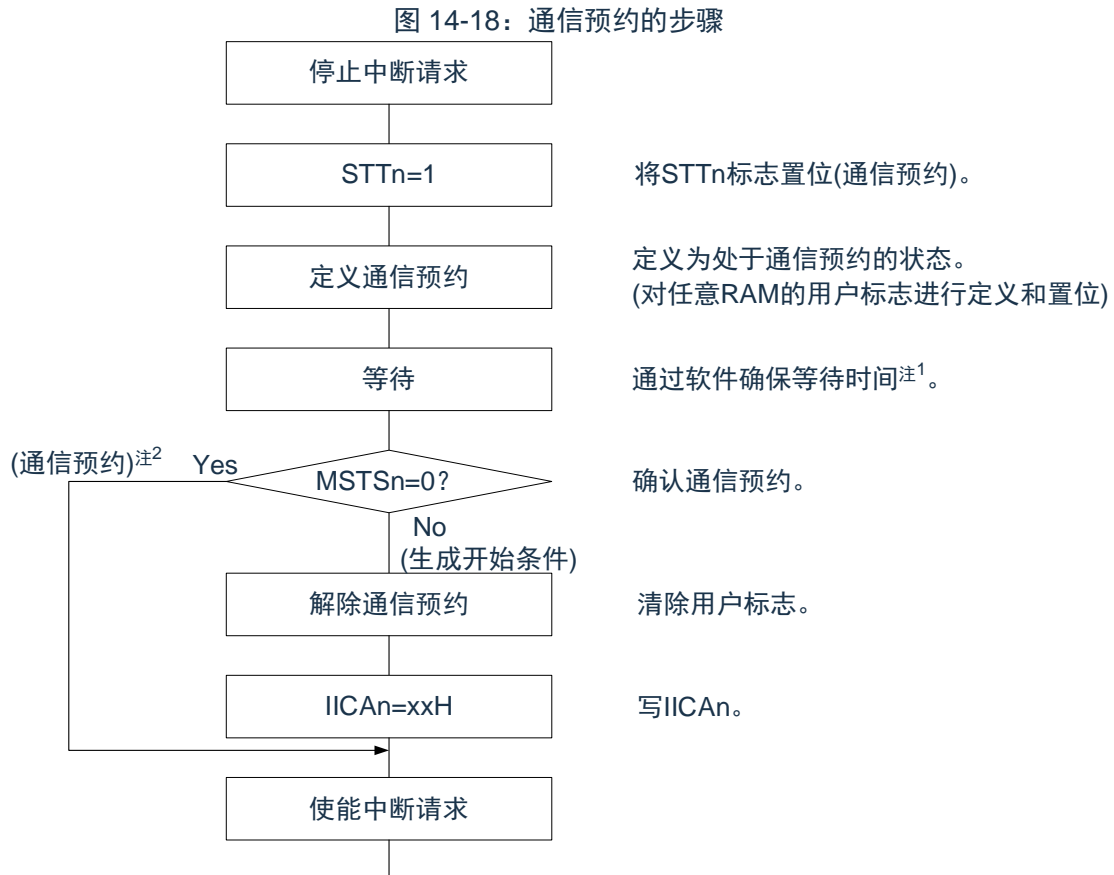 图 14-18：通信预约的步骤
停止中断请求
STTn=1
将STTn标志置位(通信预约)。
定义通信预约
定义为处于通信预约的状态。
(对任意RAM的用户标志进行定义和置位)
等待
通过软件确保等待时间注1。
(通信预约)注2
Yes
MSTSn=0?
确认通信预约。
No
(生成开始条件)
解除通信预约
清除用户标志。
IICAn=xxH
写IICAn。
使能中断请求